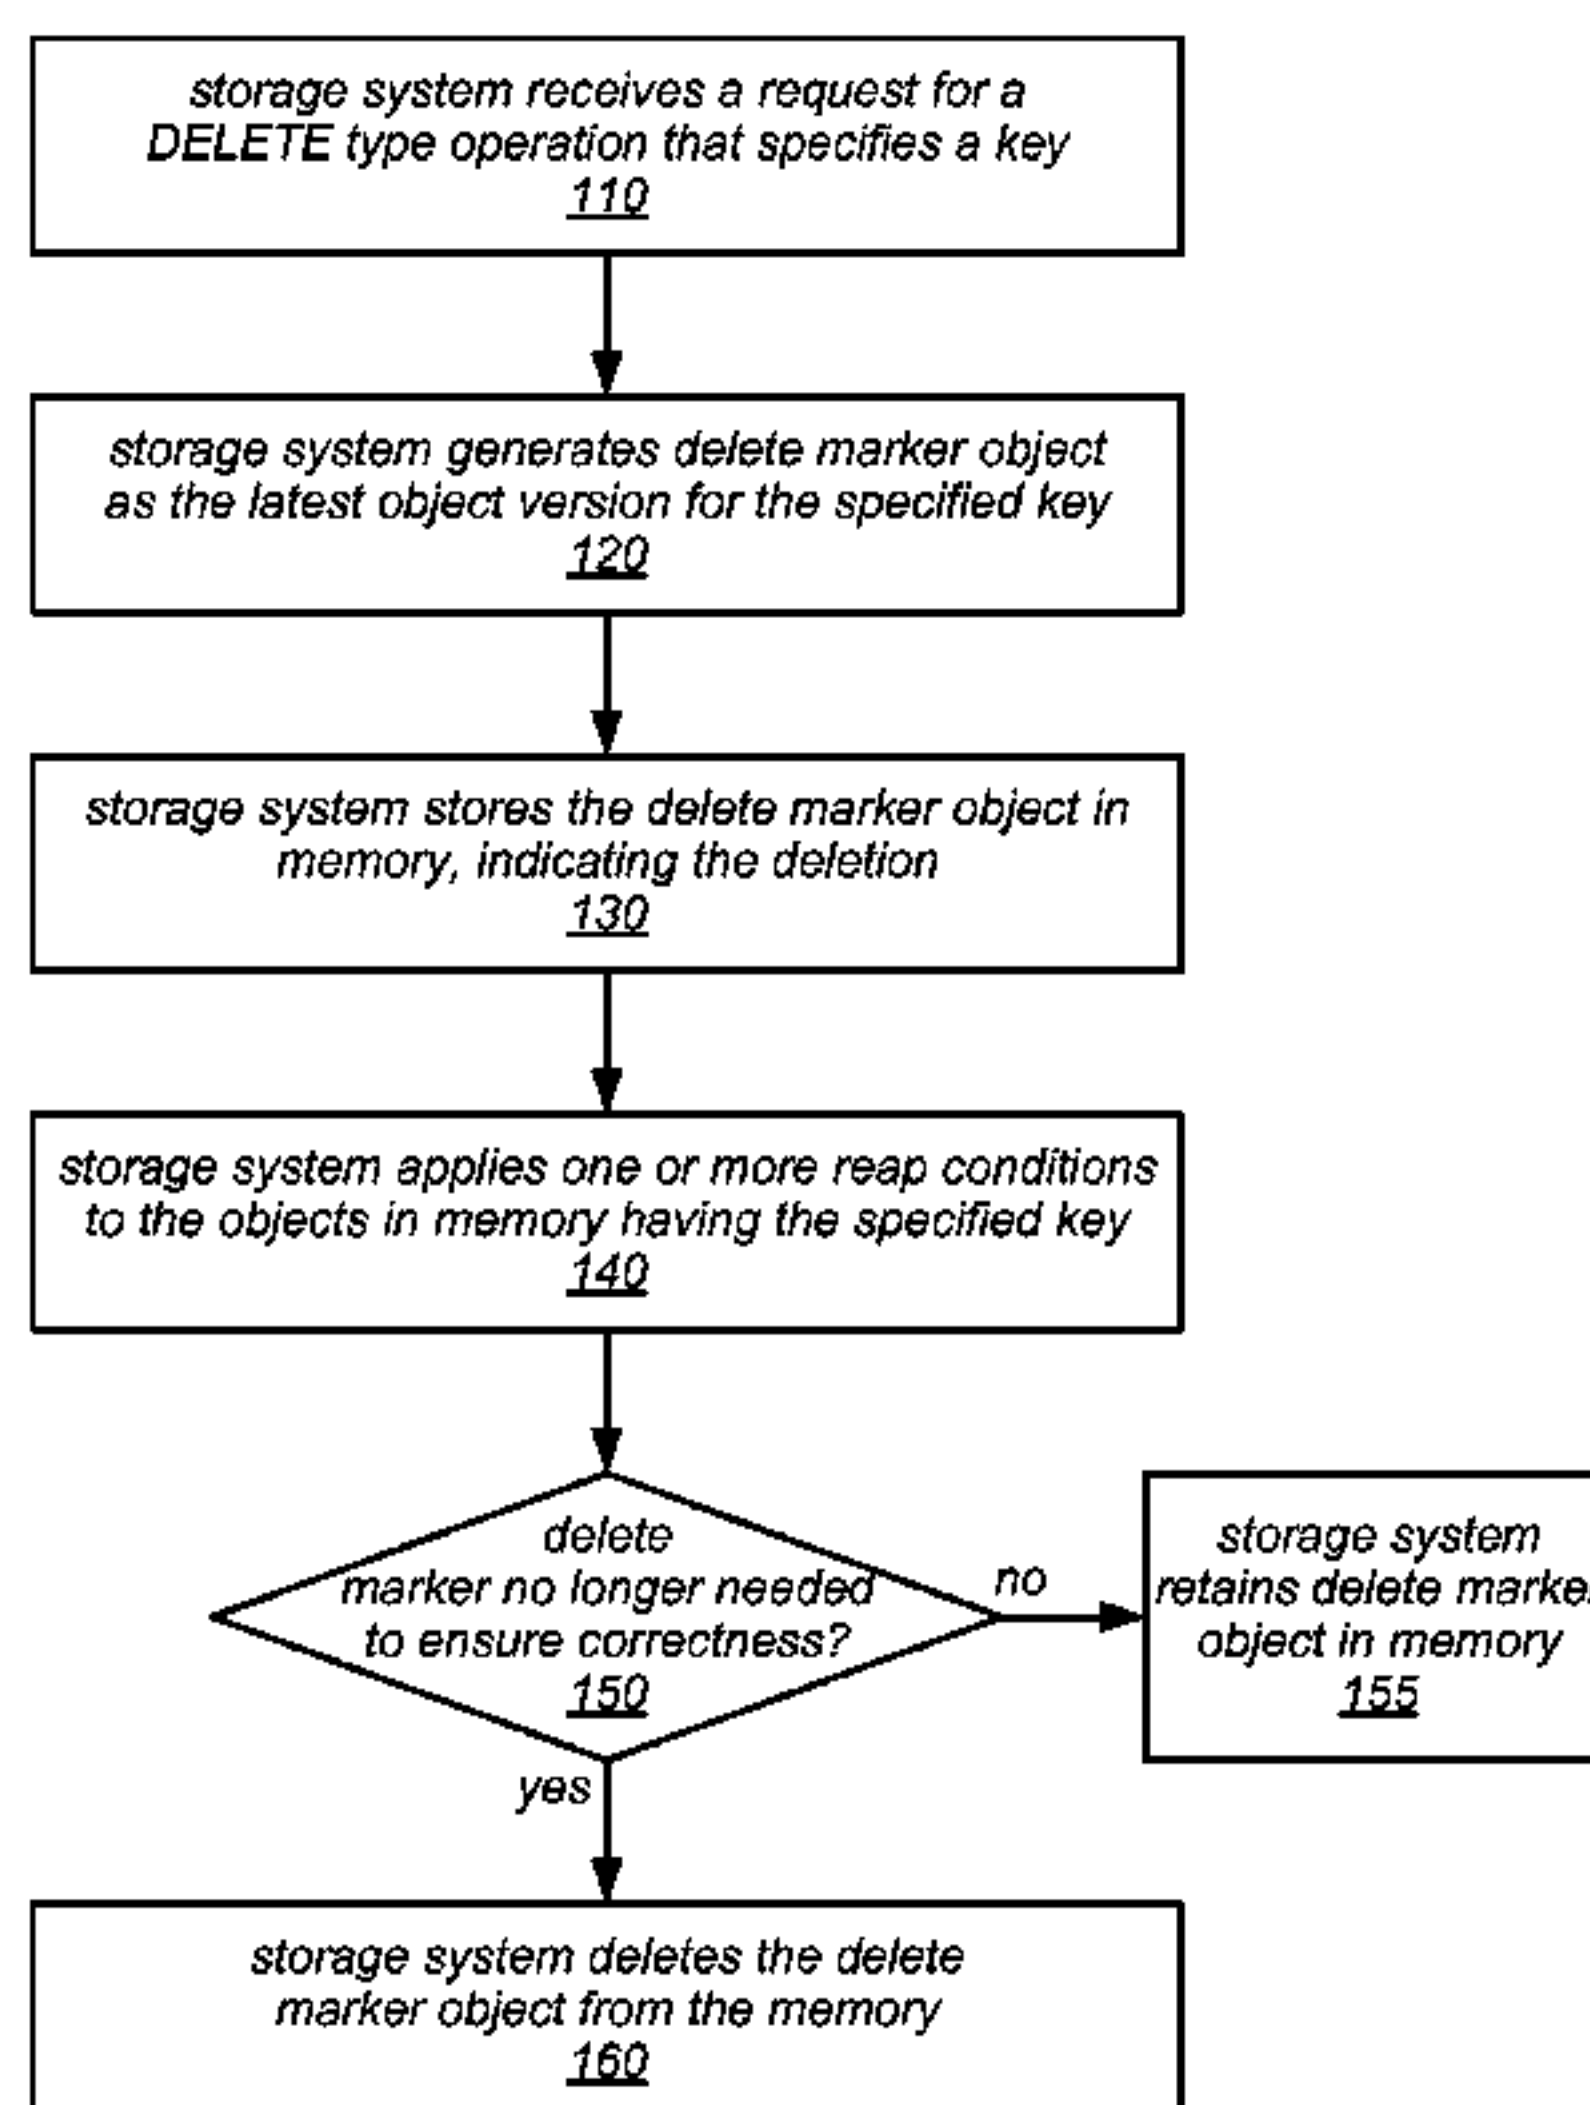 storage system receives a request for a
DELETE type operation that specifies a key
110
storage system generates delete marker object
as the latest object version for the specified key
120
storage system stores the delete marker object in
memory, indicating the deletion
130
storage system applies one or more reap conditions
to the objects in memory having the specified key
140
delete
marker no longer needed
to ensure correctness?
150
no
storage system
retains delete marker
object in memory
155
yes
storage system deletes the delete
marker object from the memory
160